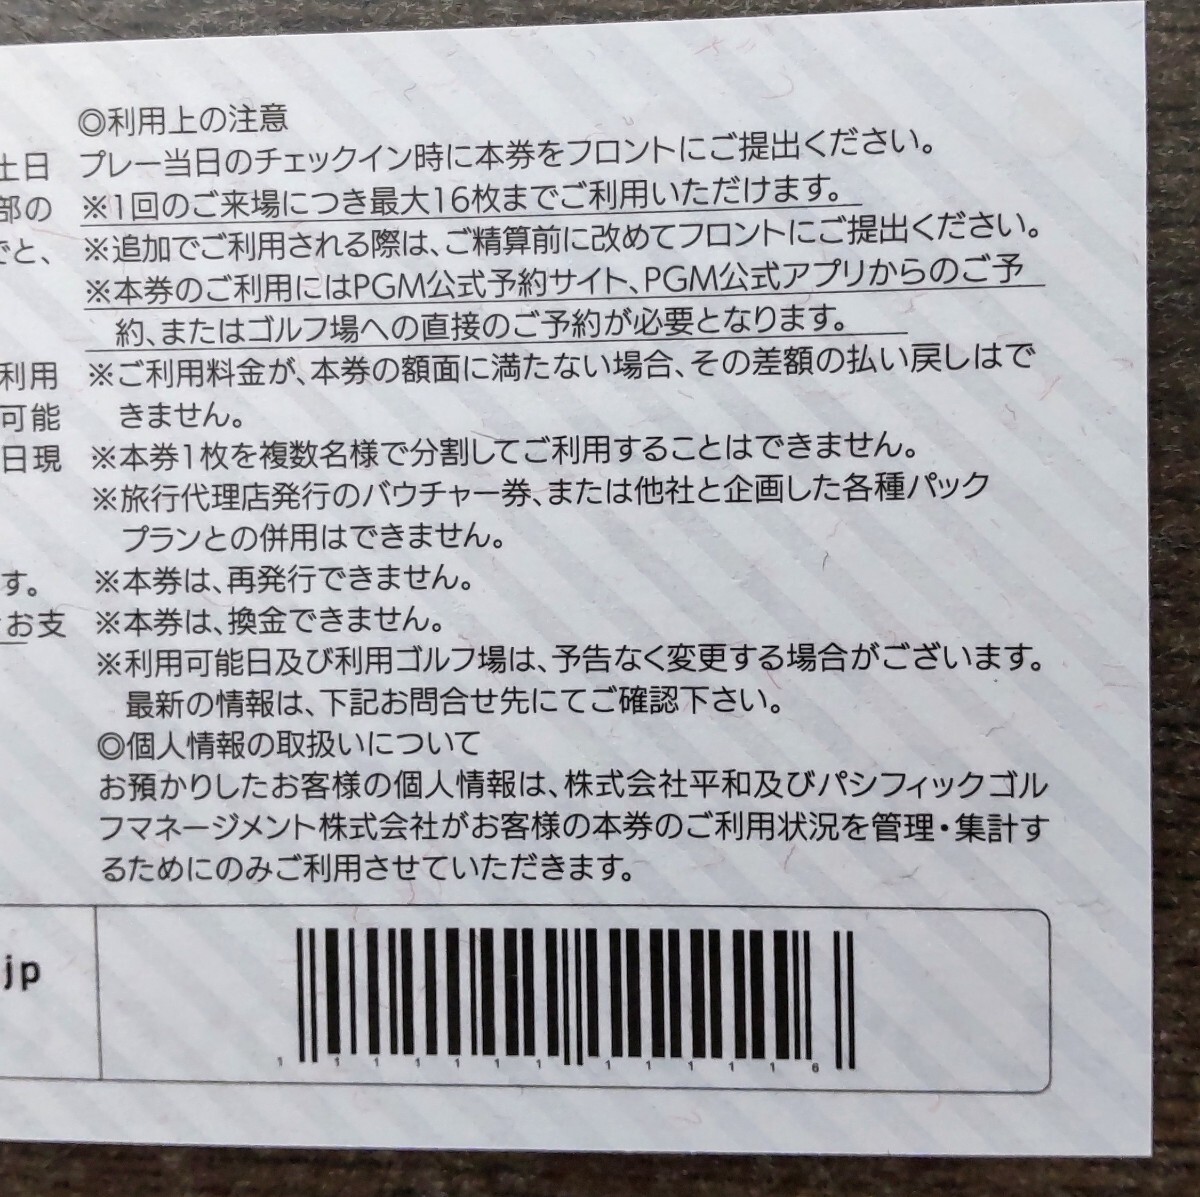 土日
部の
でと、
利用
可能
日現
す。
お支
◎利用上の注意
プレー当日のチェックイン時に本券をフロントにご提出ください。
※1回のご来場につき最大16枚までご利用いただけます。
※追加でご利用される際は、ご精算前に改めてフロントにご提出ください。
※本券のご利用にはPGM公式予約サイト、PGM公式アプリからのご予
約、またはゴルフ場への直接のご予約が必要となります。
※ご利用料金が、本券の額面に満たない場合、その差額の払い戻しはで
きません。
※本券1枚を複数名様で分割してご利用することはできません。
※旅行代理店発行のバウチャー券、または他社と企画した各種パック
プランとの併用はできません。
※本券は、再発行できません。
※本券は、換金できません。
※利用可能日及び利用ゴルフ場は、予告なく変更する場合がございます。
最新の情報は、下記お問合せ先にてご確認下さい。
◎個人情報の取扱いについて
お預かりしたお客様の個人情報は、株式会社平和及びパシフィックゴル
フマネージメント株式会社がお客様の本券のご利用状況を管理・集計す
るためにのみご利用させていただきます。
jp
1 1 1 1 1 1 1 1 1 1 1 1 6